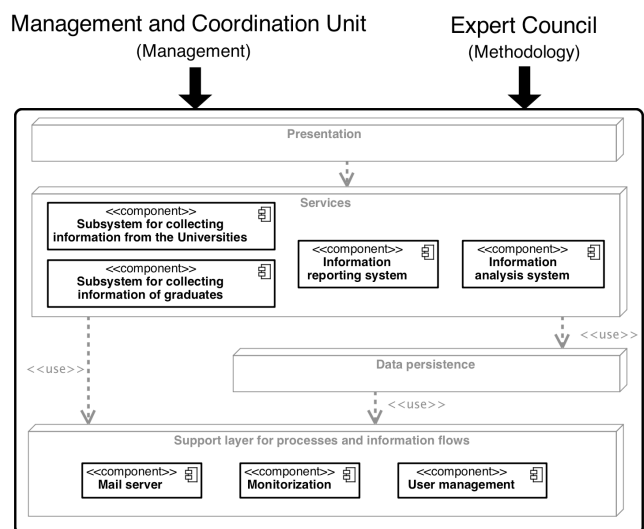 Management and Coordination Unit
(Management)
Expert Council
(Methodology)
Presentation
Services
<<component>>
Subsystem for collecting
information from the Universities
<<component>>
Subsystem for collecting
information of graduates
<<component>>
Information
reporting system
<<component>>
Information
analysis system
<<use>>
<<use>>
Data persistence
<<use>>
Support layer for processes and information flows
<<component>>
Mail server
<<component>>
Monitorization
<<component>>
User management